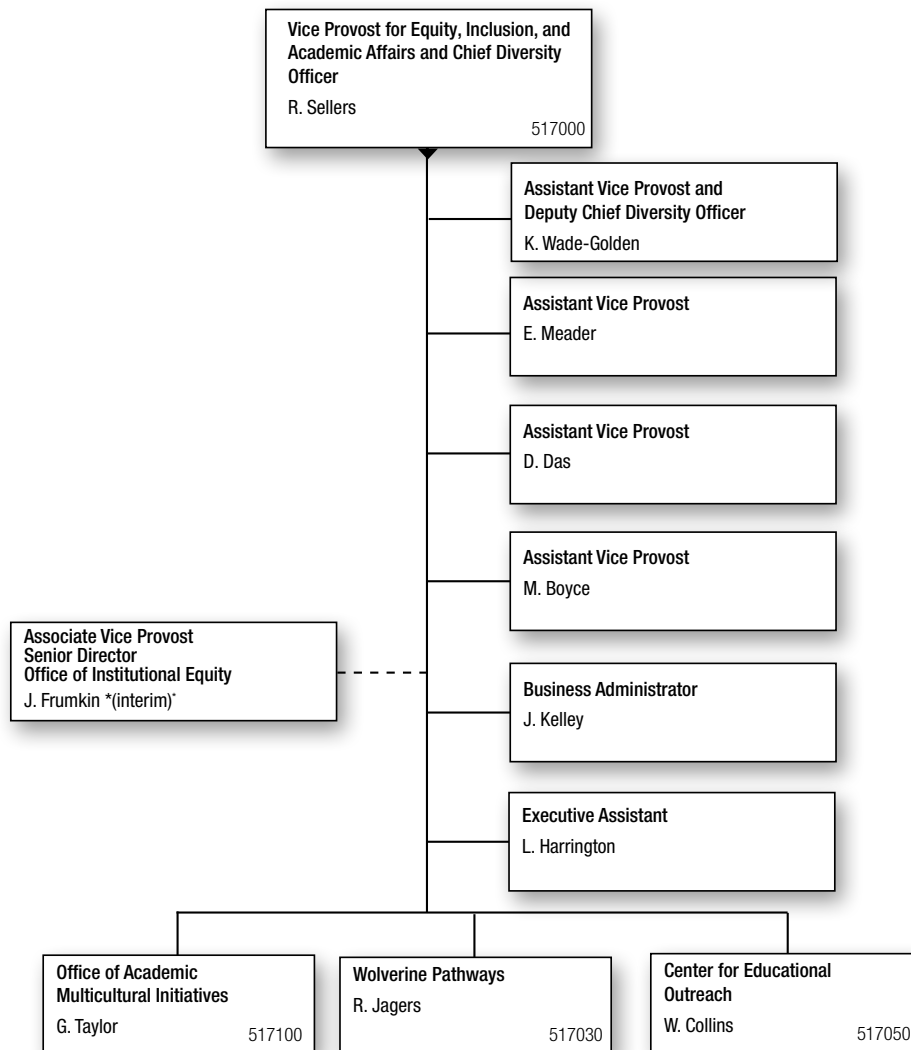 Vice Provost for Equity, Inclusion, and
Academic Affairs and Chief Diversity
Officer
R. Sellers
517000
Assistant Vice Provost and
Deputy Chief Diversity Officer
K. Wade-Golden
Assistant Vice Provost
E. Meader
Assistant Vice Provost
D. Das
Assistant Vice Provost
M. Boyce
Associate Vice Provost
Senior Director
Office of Institutional Equity
J. Frumkin *(interim)*
Business Administrator
J. Kelley
Executive Assistant
L. Harrington
Office of Academic
Multicultural Initiatives
G. Taylor
517100
Wolverine Pathways
R. Jagers
517030
Center for Educational
Outreach
W. Collins
517050